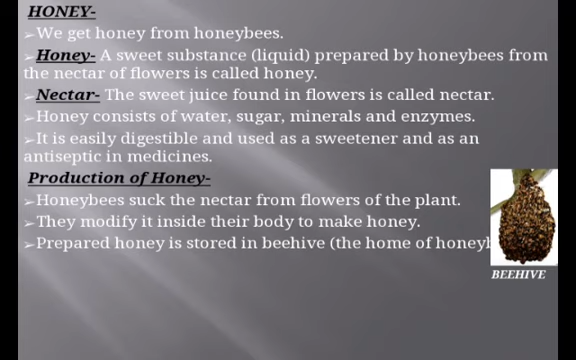 HONEY-
➢We get honey from honeybees.
➢Honey- A sweet substance (liquid) prepared by honeybees from
the nectar of flowers is called honey.
➢Nectar- The sweet juice found in flowers is called nectar.
➢Honey consists of water, sugar, minerals and enzymes.
➢It is easily digestible and used as a sweetener and as an
antiseptic in medicines.
Production of Honey-
➢Honeybees suck the nectar from flowers of the plant.
➢They modify it inside their body to make honey.
➢Prepared honey is stored in beehive (the home of
BEEHIVE